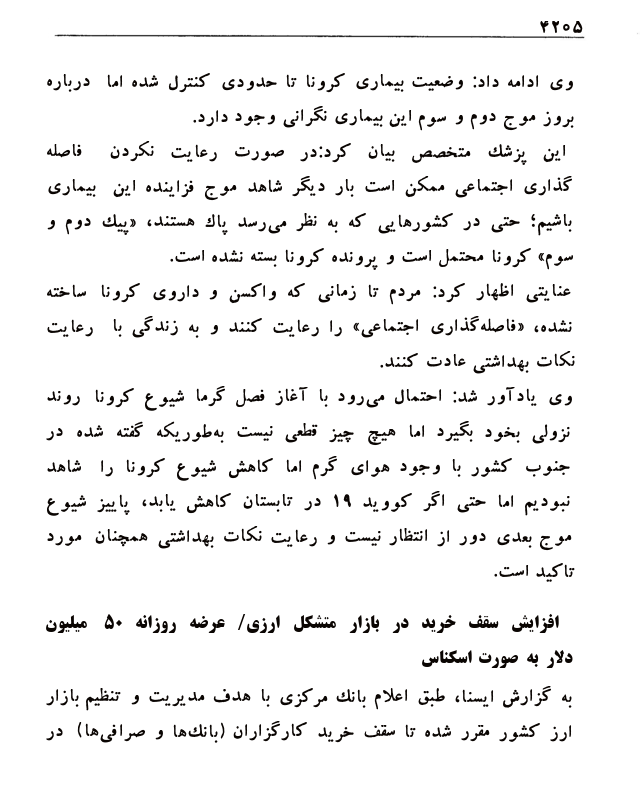 ۴۲۰۵
وی ادامه داد: وضعیت بیماری کرونا تا حدودی کنترل شده اما درباره
بروز موج دوم و سوم این بیماری نگرانی وجود دارد.
این پزشك متخصص بیان کرد:در صورت رعایت نکردن فاصله
گذاری اجتماعی ممکن است بار دیگر شاهد موج فزاینده این بیماری
باشیم؛ حتی در کشورهایی که به نظر می‌رسد پاك هستند، «پیك دوم و
سوم» کرونا محتمل است و پرونده کرونا بسته نشده است.
عنایتی اظهار کرد: مردم تا زمانی که واکسن و داروی کرونا ساخته
نشده، «فاصله‌گذاری اجتماعی» را رعایت کنند و به زندگی با رعایت
نکات بهداشتی عادت کنند.
وی یادآور شد: احتمال می‌رود با آغاز فصل گرما شیوع کرونا روند
نزولی بخود بگیرد اما هیچ چیز قطعی نیست به‌طوریکه گفته شده در
جنوب کشور با وجود هوای گرم اما کاهش شیوع کرونا را شاهد
نبودیم اما حتی اگر کووید ۱۹ در تابستان کاهش یابد، پاییز شیوع
موج بعدی دور از انتظار نیست و رعایت نکات بهداشتی همچنان مورد
تاکید است.
افزایش سقف خرید در بازار متشکل ارزی/ عرضه روزانه ۵۰ میلیون
دلار به صورت اسکناس
به گزارش ایسنا، طبق اعلام بانك مرکزی با هدف مدیریت و تنظیم بازار
ارز کشور مقرر شده تا سقف خرید کارگزاران (بانك‌ها و صرافی‌ها) در